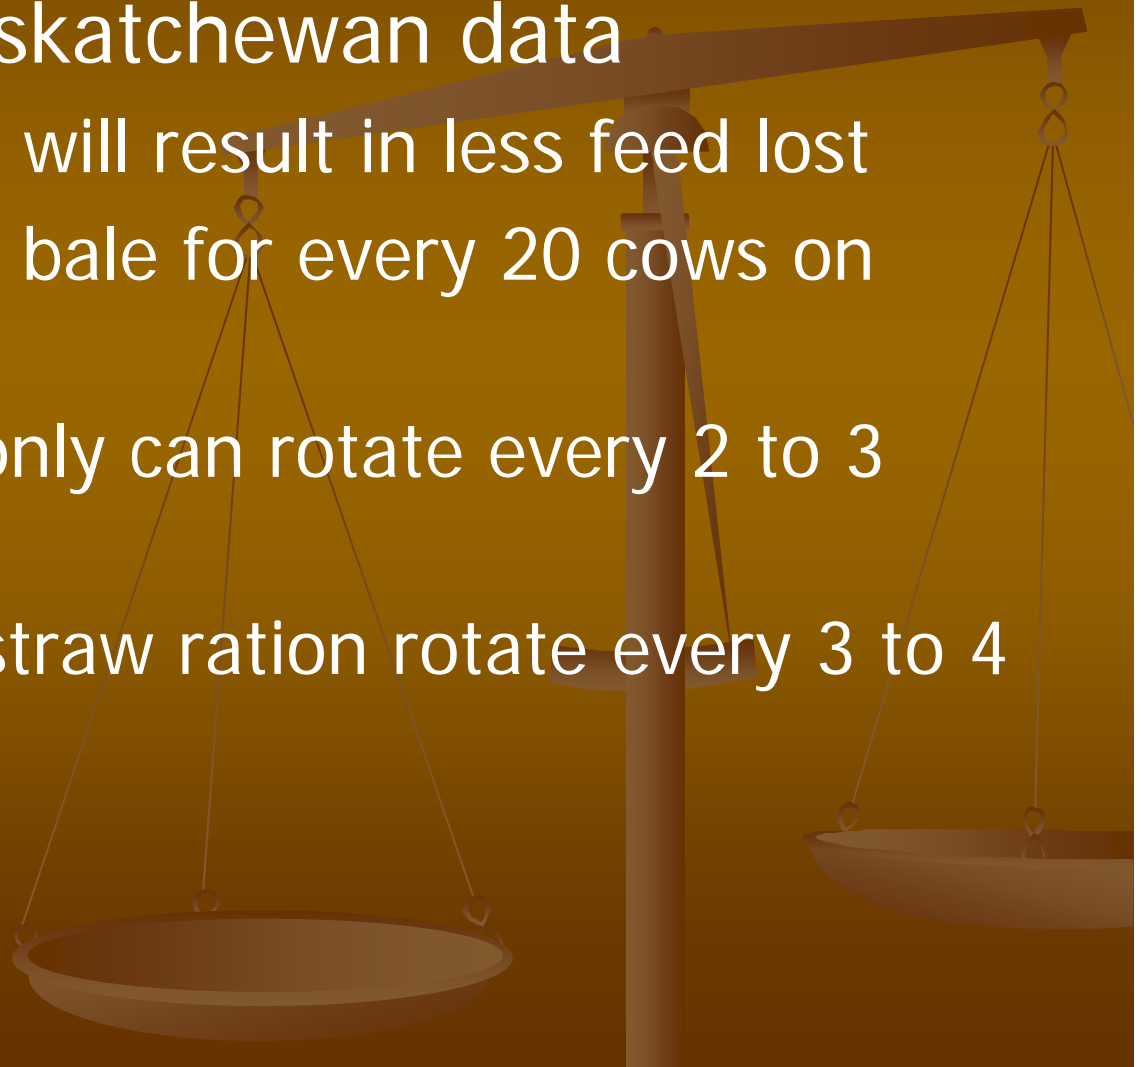 skatchewan data
will result in less feed lost
bale for every 20 cows on
only can rotate every 2 to 3
straw ration rotate every 3 to 4